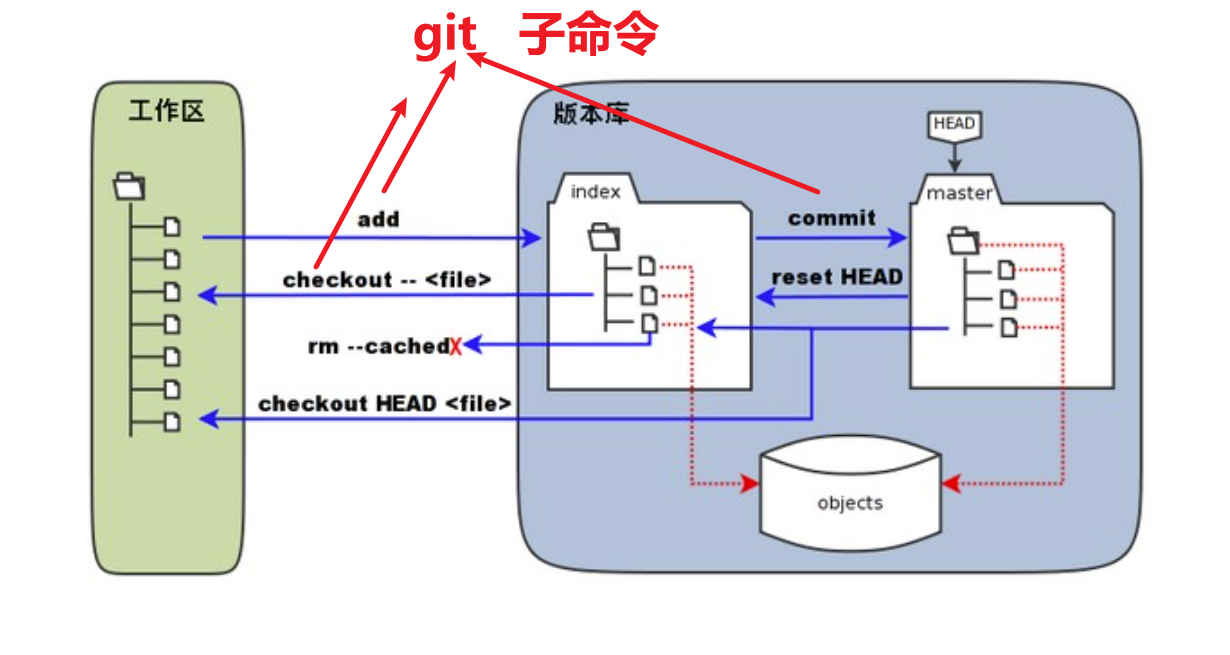 git 子命令
工作区
版本库
HEAD
index
master
add
commit
checkout -- <file>
reset HEAD
rm --cachedX
checkout HEAD <file>
objects